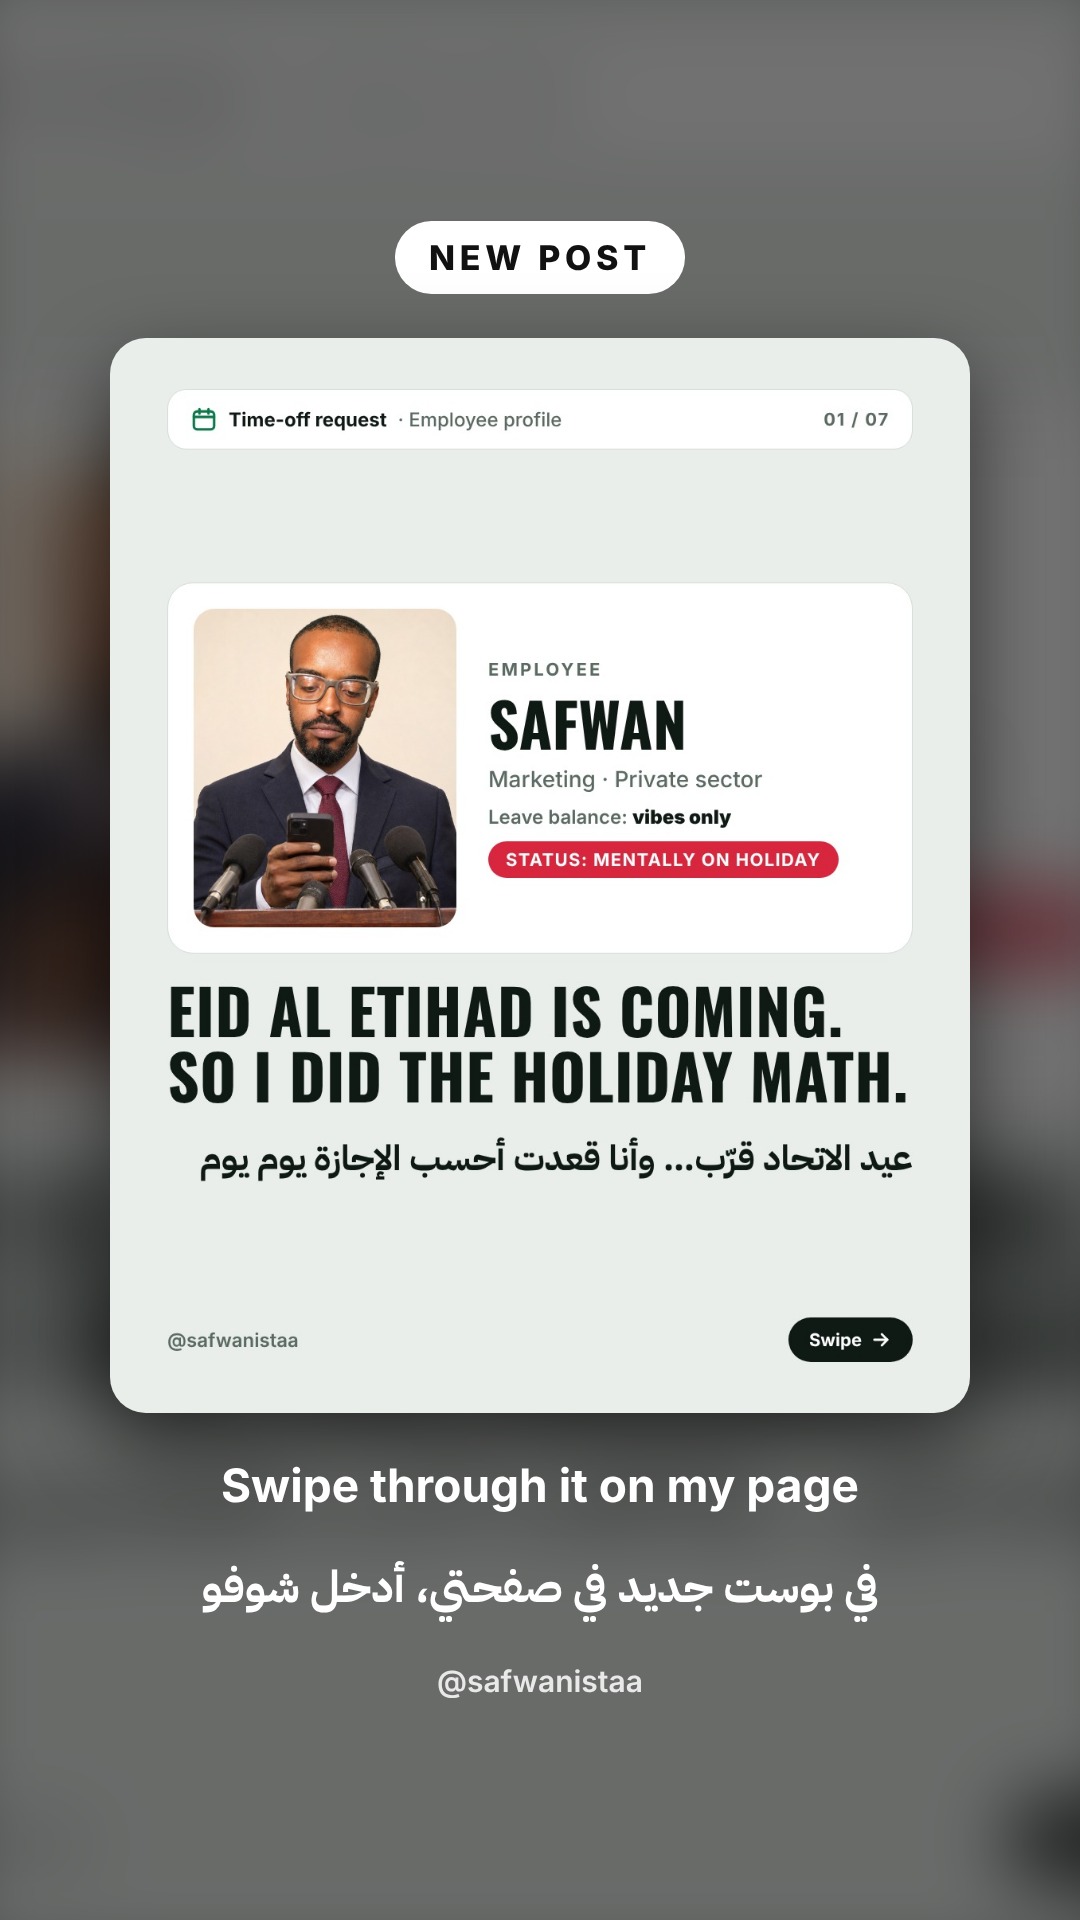 NEW POST
Time-off request · Employee profile
01 / 07
EMPLOYEE
SAFWAN
Marketing · Private sector
Leave balance: vibes only
STATUS: MENTALLY ON HOLIDAY
EID AL ETIHAD IS COMING.
SO I DID THE HOLIDAY MATH.
عيد الاتحاد قرّب... وأنا قعدت أحسب الإجازة يوم يوم
@safwanistaa
Swipe →
Swipe through it on my page
في بوست جديد في صفحتي، أدخل شوفو
@safwanistaa